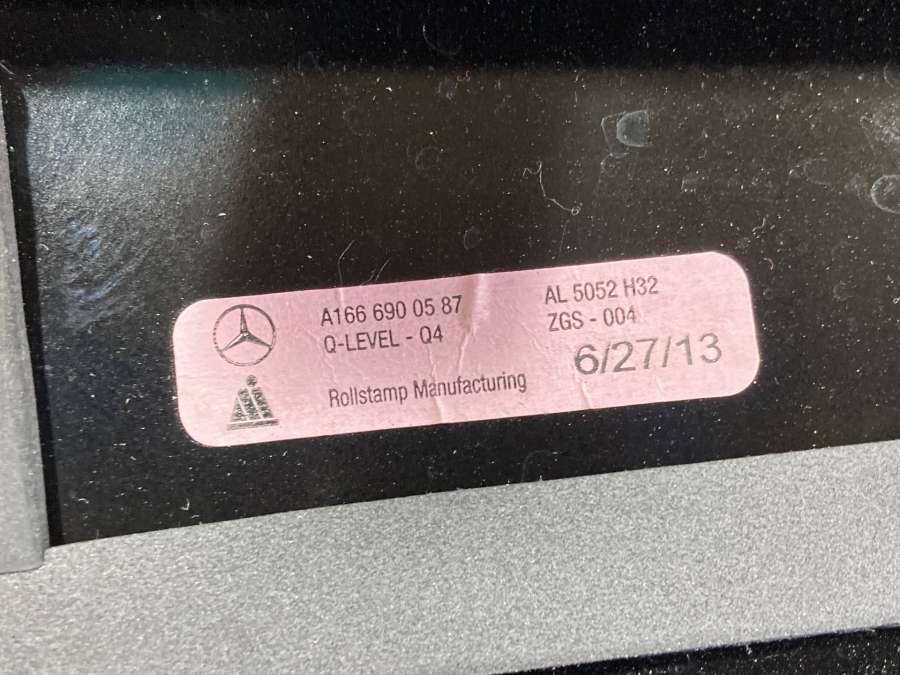 A166 690 05 87
Q-LEVEL - Q4
Rollstamp Manufacturing
AL 5052 H32
ZGS - 004
6/27/13